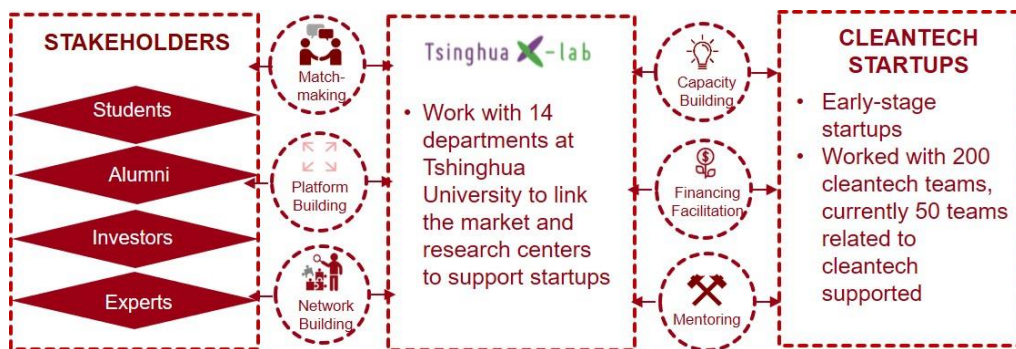 STAKEHOLDERS
Students
Alumni
Investors
Experts
Match-
making
Platform
Building
Network
Building
Tsinghua X-lab
• Work with 14
departments at
Tshinghua
University to link
the market and
research centers
to support startups
Capacity
Building
Financing
Facilitation
Mentoring
CLEANTECH
STARTUPS
• Early-stage
startups
• Worked with 200
cleantech teams,
currently 50 teams
related to
cleantech
supported